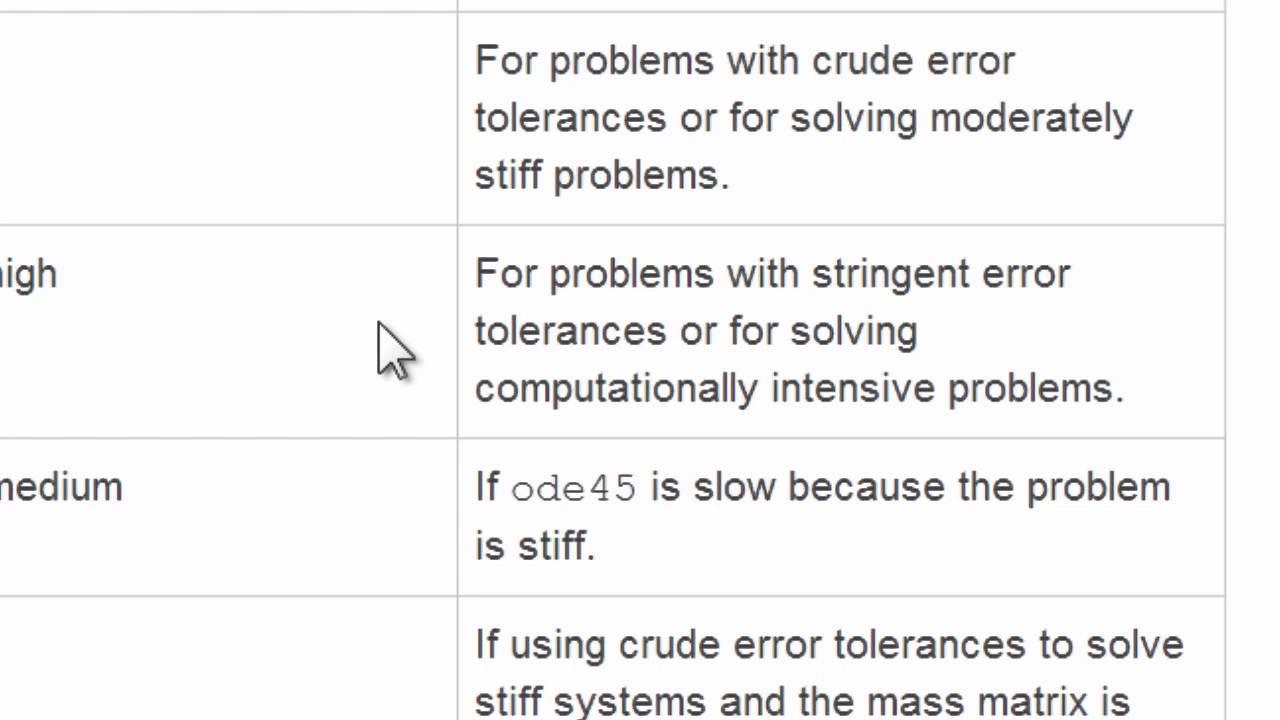 For problems with crude error
tolerances or for solving moderately
stiff problems.
For problems with stringent error
tolerances or for solving
computationally intensive problems.
If ode45 is slow because the problem
is stiff.
If using crude error tolerances to solve
stiff systems and the mass matrix is